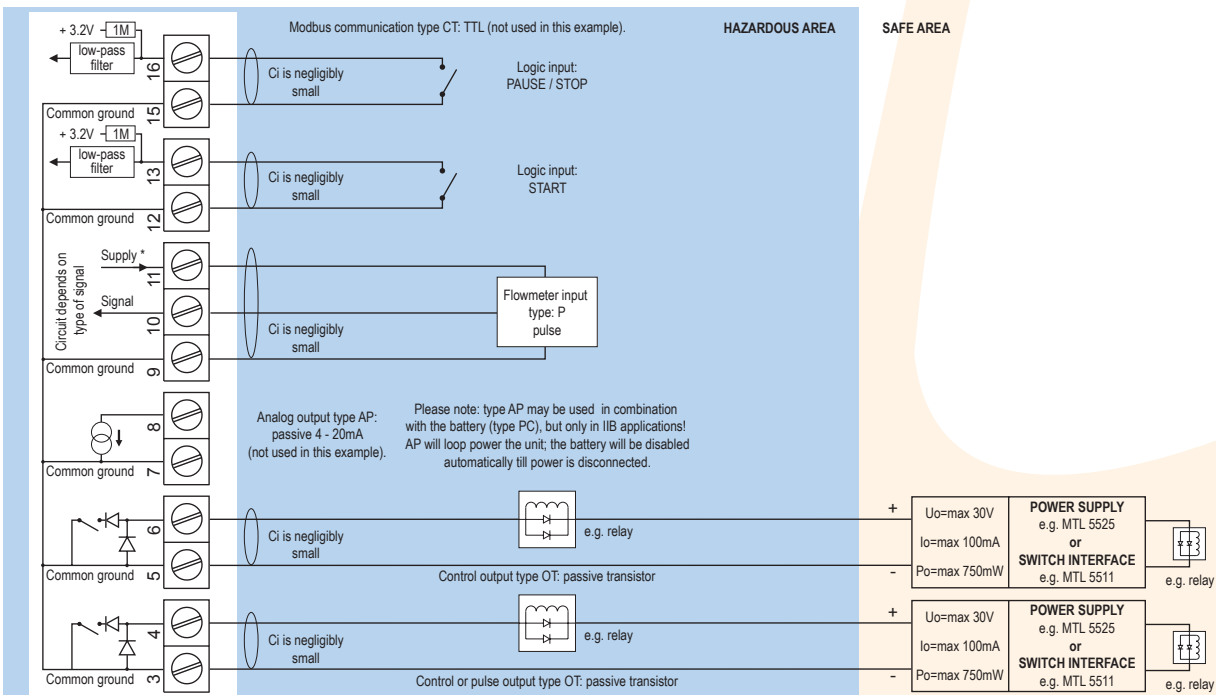 Modbus communication type CT: TTL (not used in this example).
HAZARDOUS AREA
SAFE AREA
+ 3.2V
1M
low-pass
filter
16
Ci is negligibly
small
Logic input:
PAUSE / STOP
Common ground
15
+ 3.2V
1M
low-pass
filter
13
Ci is negligibly
small
Logic input:
START
Common ground
12
Circuit depends on
type of signal
Supply *
11
Signal
10
Ci is negligibly
small
Flowmeter input
type: P
pulse
Common ground
9
8
Analog output type AP:
passive 4 - 20mA
(not used in this example).
Please note: type AP may be used in combination
with the battery (type PC), but only in IIB applications!
AP will loop power the unit; the battery will be disabled
automatically till power is disconnected.
Common ground
7
6
Ci is negligibly
small
e.g. relay
Common ground
5
Control output type OT: passive transistor
+
-
Uo=max 30V
Io=max 100mA
Po=max 750mW
POWER SUPPLY
e.g. MTL 5525
or
SWITCH INTERFACE
e.g. MTL 5511
e.g. relay
4
Ci is negligibly
small
e.g. relay
Common ground
3
Control or pulse output type OT: passive transistor
+
-
Uo=max 30V
Io=max 100mA
Po=max 750mW
POWER SUPPLY
e.g. MTL 5525
or
SWITCH INTERFACE
e.g. MTL 5511
e.g. relay